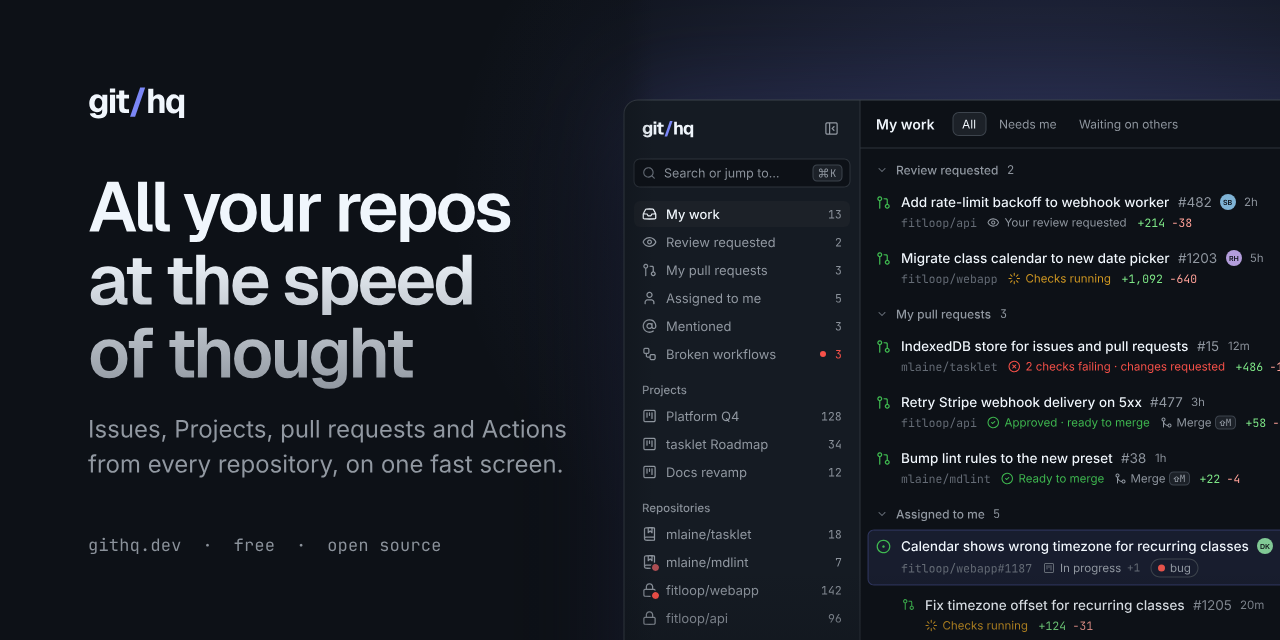 git/hq
All your repos
at the speed
of thought
Issues, Projects, pull requests and Actions
from every repository, on one fast screen.
githq.dev · free · open source
git/hq
Search or jump to... ⌘K
My work 13
Review requested 2
My pull requests 3
Assigned to me 5
Mentioned 3
Broken workflows 3
Projects
Platform Q4 128
tasklet Roadmap 34
Docs revamp 12
Repositories
mlaine/tasklet 18
mlaine/mdlint 7
fitloop/webapp 142
fitloop/api 96
My work All Needs me Waiting on others
Review requested 2
Add rate-limit backoff to webhook worker #482 SB 2h
fitloop/api Your review requested +214 -38
Migrate class calendar to new date picker #1203 RH 5h
fitloop/webapp Checks running +1,092 -640
My pull requests 3
IndexedDB store for issues and pull requests #15 12m
mlaine/tasklet 2 checks failing · changes requested +486 -1
Retry Stripe webhook delivery on 5xx #477 3h
fitloop/api Approved · ready to merge Merge ⇧M +58 -
Bump lint rules to the new preset #38 1h
mlaine/mdlint Ready to merge Merge ⇧M +22 -4
Assigned to me 5
Calendar shows wrong timezone for recurring classes DK
fitloop/webapp#1187 In progress +1 bug
Fix timezone offset for recurring classes #1205 20m
Checks running +124 -31